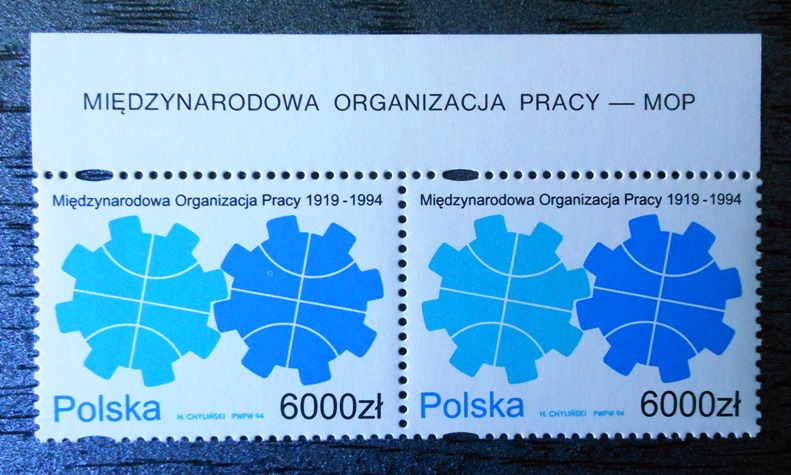 MIĘDZYNARODOWA ORGANIZACJA PRACY — MOP
Międzynarodowa Organizacja Pracy 1919 - 1994
Polska H. CHYLIŃSKI PWPW 94 6000zł
Międzynarodowa Organizacja Pracy 1919 - 1994
Polska H. CHYLIŃSKI PWPW 94 6000zł